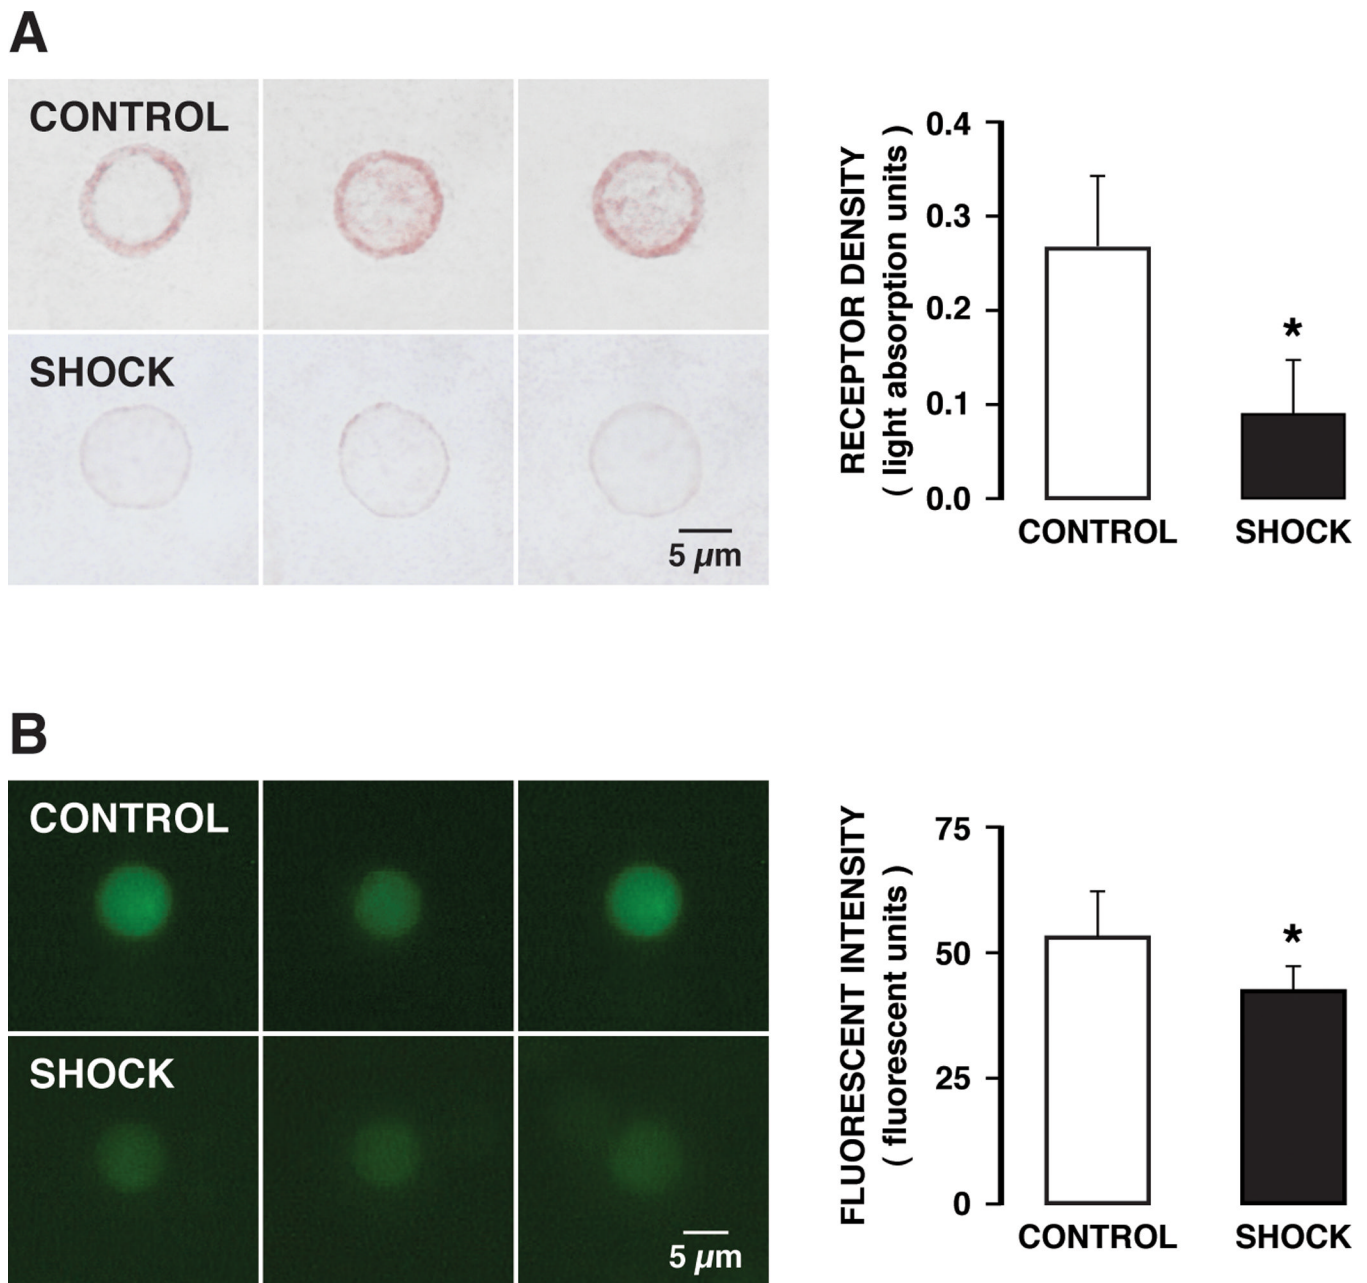 A
CONTROL
SHOCK
5 μm
RECEPTOR DENSITY
( light absorption units )
0.4
0.3
0.2
0.1
0.0
*
CONTROL SHOCK
B
CONTROL
SHOCK
5 μm
FLUORESCENT INTENSITY
( fluorescent units )
75
50
25
0
*
CONTROL SHOCK